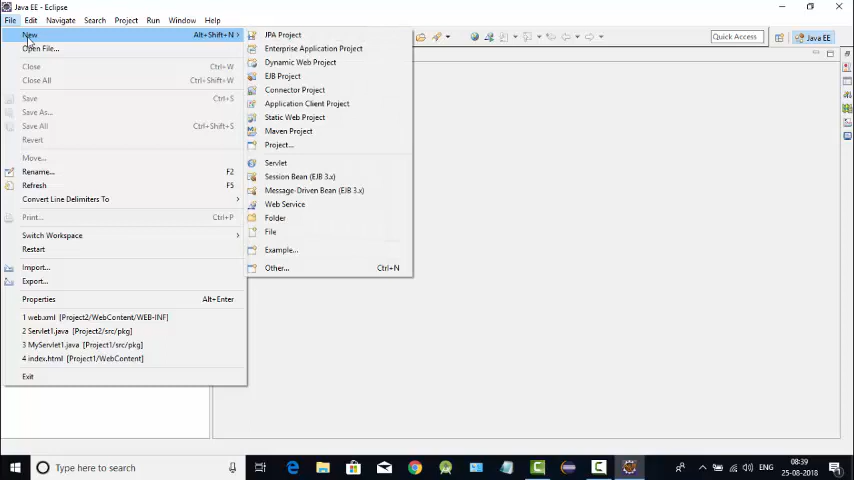 Java EE - Eclipse
File Edit Navigate Search Project Run Window Help
New Alt+Shift+N
Open File...
Close Ctrl+W
Close All Ctrl+Shift+W
Save Ctrl+S
Save As...
Save All Ctrl+Shift+S
Revert
Move...
Rename... F2
Refresh F5
Convert Line Delimiters To
Print... Ctrl+P
Switch Workspace
Restart
Import...
Export...
Properties Alt+Enter
1 web.xml [Project2/WebContent/WEB-INF]
2 Servlet1.java [Project2/src/pkg]
3 MyServlet1.java [Project1/src/pkg]
4 index.html [Project1/WebContent]
Exit
JPA Project
Enterprise Application Project
Dynamic Web Project
EJB Project
Connector Project
Application Client Project
Static Web Project
Maven Project
Project...
Servlet
Session Bean (EJB 3.x)
Message-Driven Bean (EJB 3.x)
Web Service
Folder
File
Example...
Other... Ctrl+N
Quick Access
Java EE
Type here to search
ENG
08:39
25-08-2018